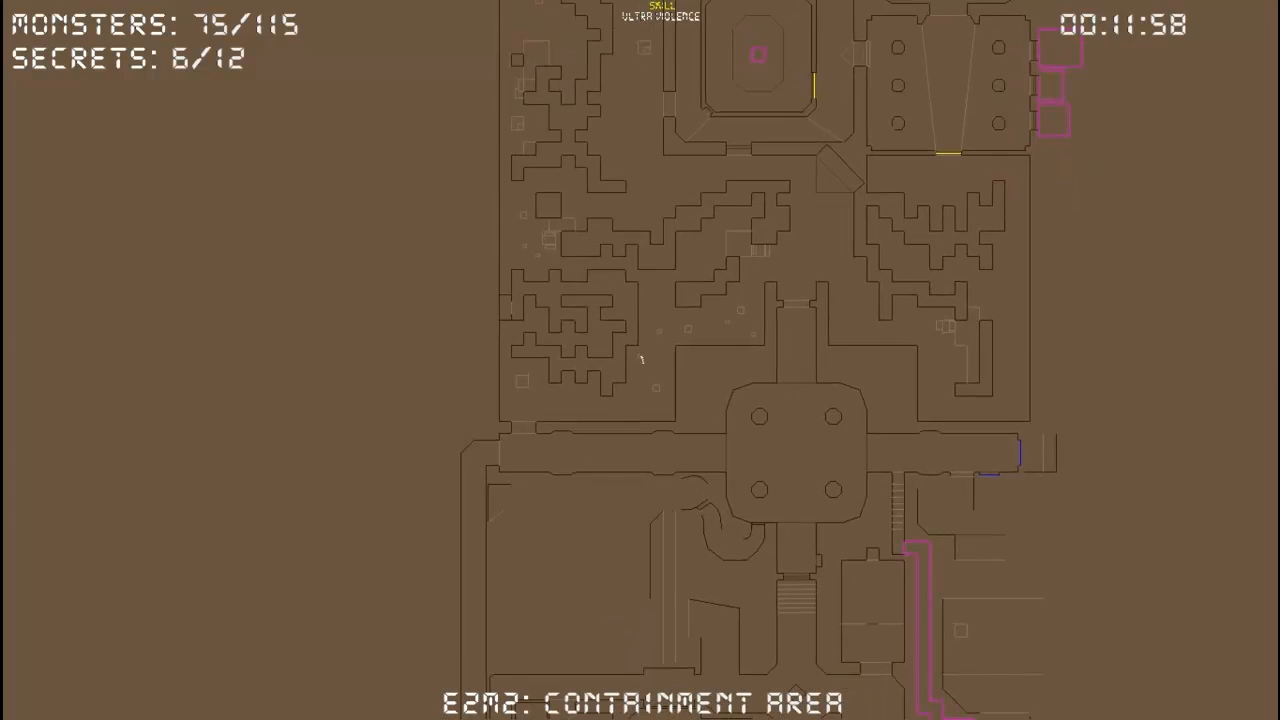 MONSTERS: 75/115
SKILL
ULTRA VIOLENCE
00:11:58
SECRETS: 6/12
E2M2: CONTAINMENT AREA